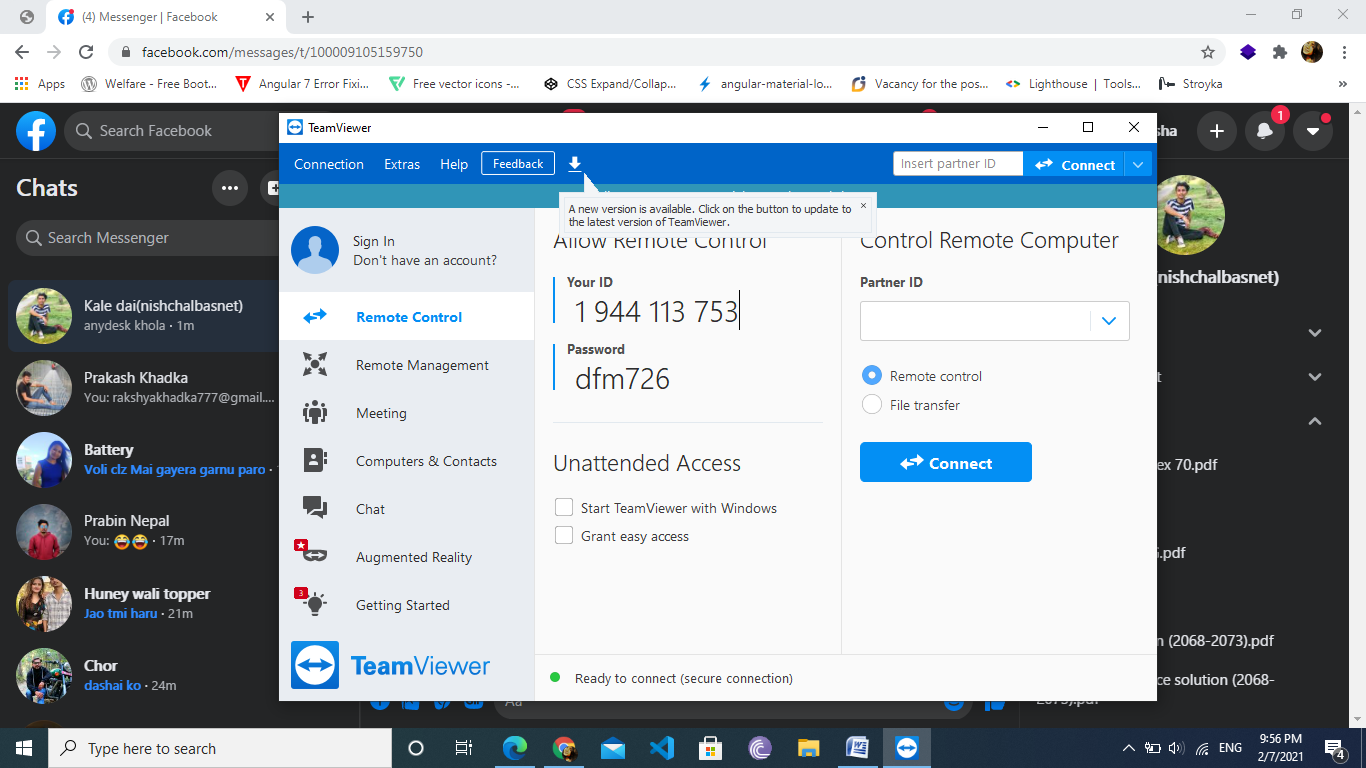 (4) Messenger | Facebook
facebook.com/messages/t/100009105159750
Apps
Welfare - Free Boot...
Angular 7 Error Fixi...
Free vector icons -...
CSS Expand/Collap...
angular-material-lo...
Vacancy for the pos...
Lighthouse | Tools...
Stroyka
Search Facebook
sha
1
Chats
Search Messenger
Kale dai(nishchalbasnet)
anydesk khola · 1m
Prakash Khadka
You: rakshyakhadka777@gmail....
Battery
Voli clz Mai gayera garnu paro ·
Prabin Nepal
You: 😂😂 · 17m
Huney wali topper
Jao tmi haru · 21m
Chor
dashai ko · 24m
TeamViewer
Connection
Extras
Help
Feedback
Insert partner ID
Connect
A new version is available. Click on the button to update to
the latest version of TeamViewer.
Sign In
Don't have an account?
Remote Control
Remote Management
Meeting
Computers & Contacts
Chat
Augmented Reality
3
Getting Started
TeamViewer
Allow Remote Control
Your ID
1 944 113 753
Password
dfm726
Unattended Access
Start TeamViewer with Windows
Grant easy access
Control Remote Computer
Partner ID
Remote control
File transfer
Connect
Ready to connect (secure connection)
nishchalbasnet)
t
ex 70.pdf
.pdf
n (2068-2073).pdf
ce solution (2068-
2073).pdf
Aa
Type here to search
ENG
9:56 PM
2/7/2021
4